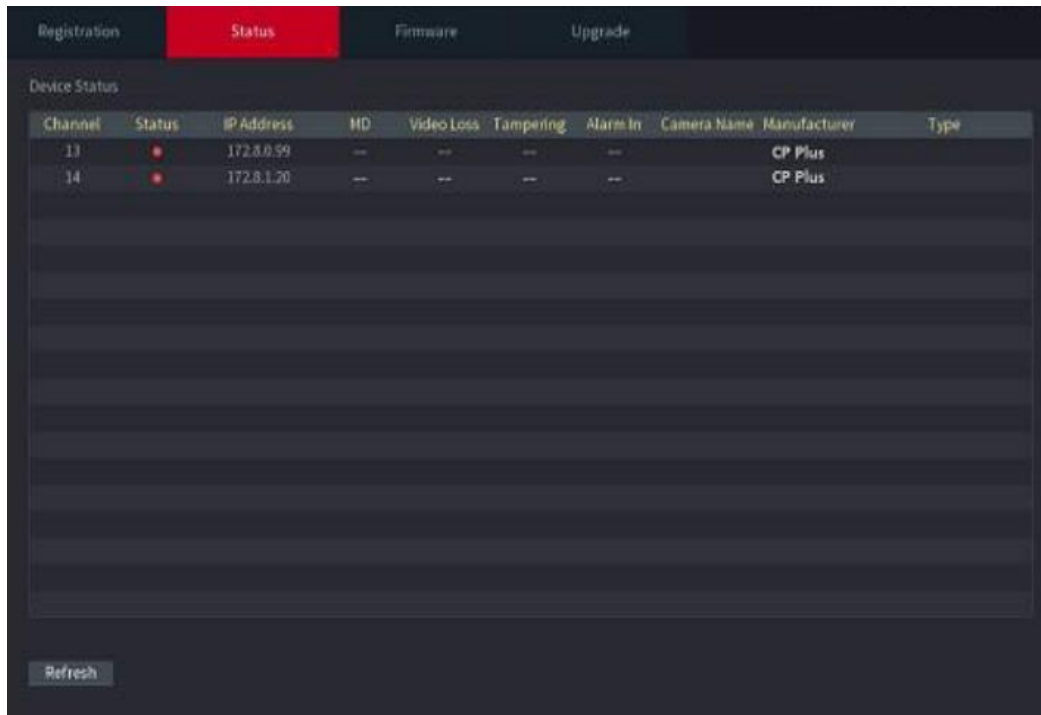 Registration Status Firmware Upgrade
Device Status
Channel Status IP Address MD Video Loss Tampering Alarm In Camera Name Manufacturer Type
13 172.8.0.99 -- -- -- -- CP Plus
14 172.8.1.20 -- -- -- -- CP Plus
Refresh